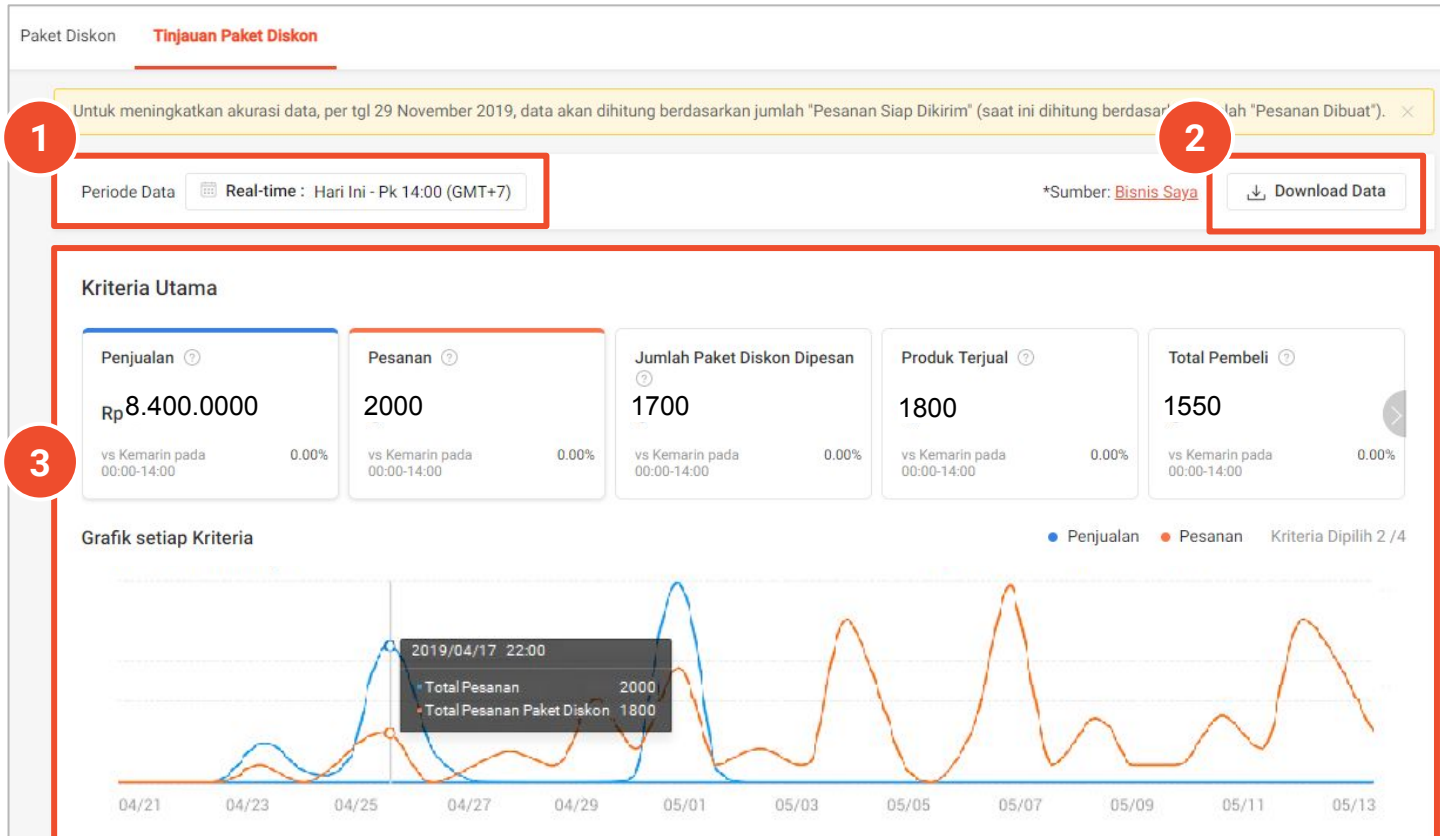 Paket Diskon Tinjauan Paket Diskon
Untuk meningkatkan akurasi data, per tgl 29 November 2019, data akan dihitung berdasarkan jumlah "Pesanan Siap Dikirim" (saat ini dihitung "Pesanan Dibuat").
1
2
Periode Data Real-time : Hari Ini - Pk 14:00 (GMT+7) *Sumber: Bisnis Saya Download Data
Kriteria Utama
Penjualan Pesanan Jumlah Paket Diskon Dipesan Produk Terjual Total Pembeli
Rp8.400.0000 2000 1700 1800 1550
vs Kemarin pada 0.00% vs Kemarin pada 0.00% vs Kemarin pada 0.00% vs Kemarin pada 0.00% vs Kemarin pada 0.00%
00:00-14:00 00:00-14:00 00:00-14:00 00:00-14:00 00:00-14:00
3
Grafik setiap Kriteria Penjualan Pesanan Kriteria Dipilih 2 /4
2019/04/17 22:00
Total Pesanan 2000
Total Pesanan Paket Diskon 1800
04/21 04/23 04/25 04/27 04/29 05/01 05/03 05/05 05/07 05/09 05/11 05/13